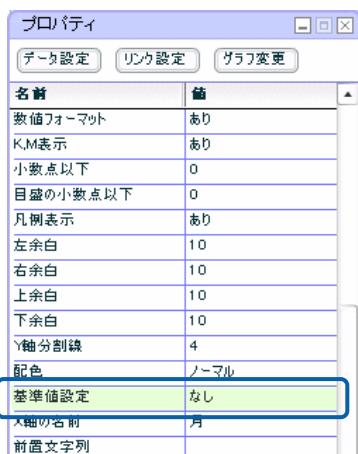 プロパティ
データ設定 リンク設定 グラフ変更
名前 値
数値フォーマット あり
K,M表示 あり
小数点以下 0
目盛の小数点以下 0
凡例表示 あり
左余白 10
右余白 10
上余白 10
下余白 10
Y軸分割線 4
配色 ノーマル
基準値設定 なし
X軸の名前 月
前置文字列